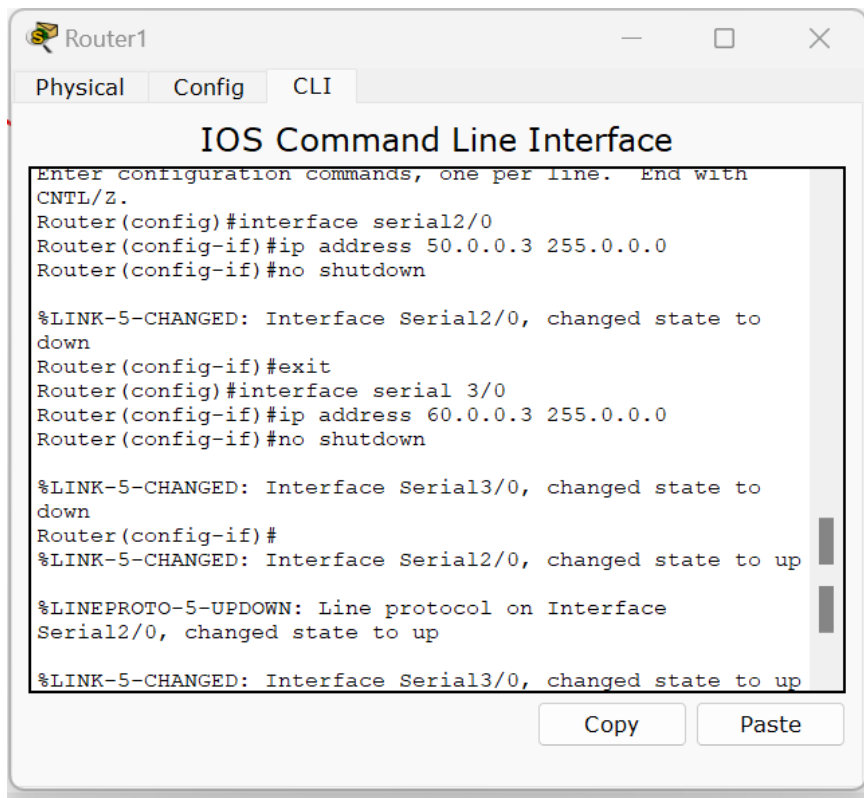 Router1
Physical Config CLI
IOS Command Line Interface
Enter configuration commands, one per line.  End with
CNTL/Z.
Router(config)#interface serial2/0
Router(config-if)#ip address 50.0.0.3 255.0.0.0
Router(config-if)#no shutdown
%LINK-5-CHANGED: Interface Serial2/0, changed state to
down
Router(config-if)#exit
Router(config)#interface serial 3/0
Router(config-if)#ip address 60.0.0.3 255.0.0.0
Router(config-if)#no shutdown
%LINK-5-CHANGED: Interface Serial3/0, changed state to
down
Router(config-if)#
%LINK-5-CHANGED: Interface Serial2/0, changed state to up
%LINEPROTO-5-UPDOWN: Line protocol on Interface
Serial2/0, changed state to up
%LINK-5-CHANGED: Interface Serial3/0, changed state to up
Copy Paste